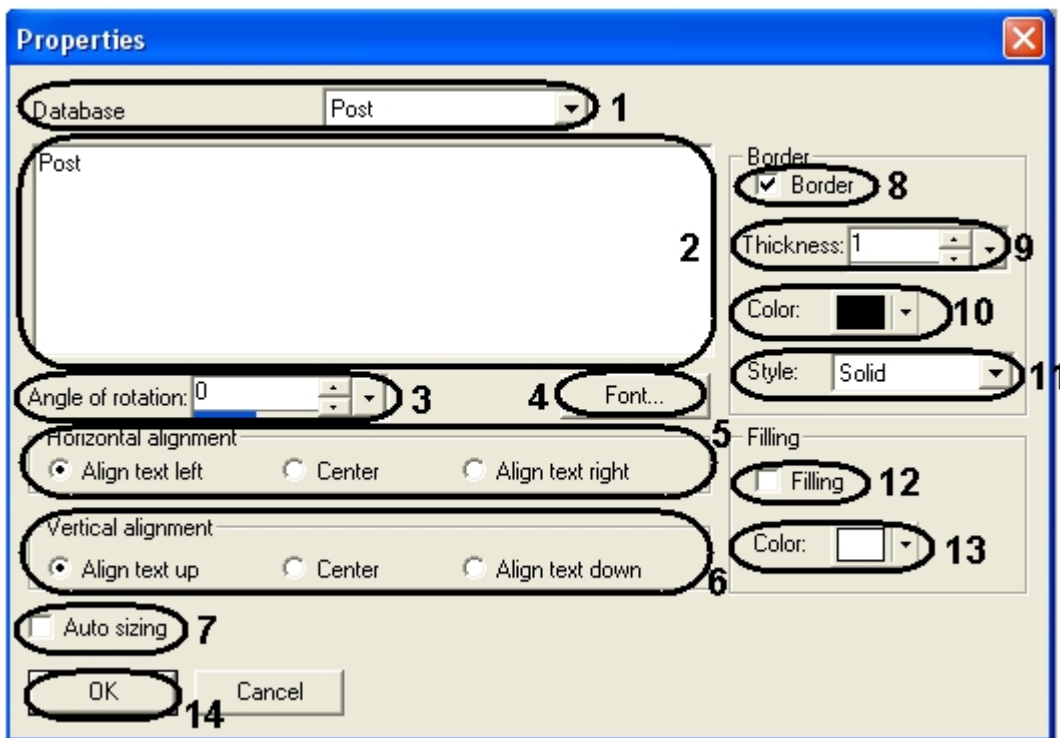 Properties
Database Post 1
Post
2
Angle of rotation: 0 3
4 Font...
Horizontal alignment 5
Align text left Center Align text right
Vertical alignment
Align text up Center Align text down 6
Auto sizing 7
OK Cancel
14
Border
Border 8
Thickness: 1 9
Color: 10
Style: Solid 11
Filling
Filling 12
Color: 13